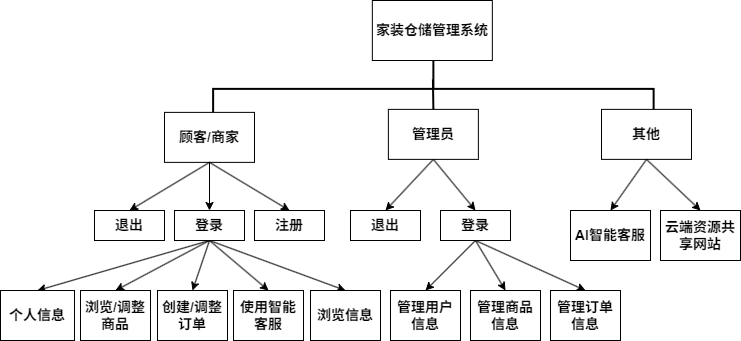 家装仓储管理系统
顾客/商家
管理员
其他
退出
登录
注册
退出
登录
AI智能客服
云端资源共
享网站
个人信息
浏览/调整
商品
创建/调整
订单
使用智能
客服
浏览信息
管理用户
信息
管理商品
信息
管理订单
信息